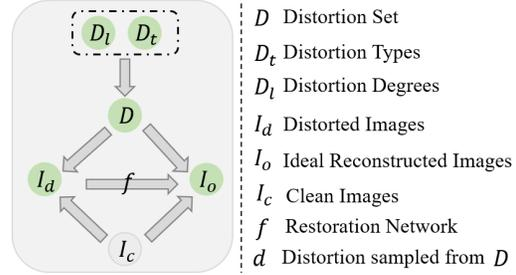 D_l D_t
D
I_d f I_o
I_c
D Distortion Set
D_t Distortion Types
D_l Distortion Degrees
I_d Distorted Images
I_o Ideal Reconstructed Images
I_c Clean Images
f Restoration Network
d Distortion sampled from D